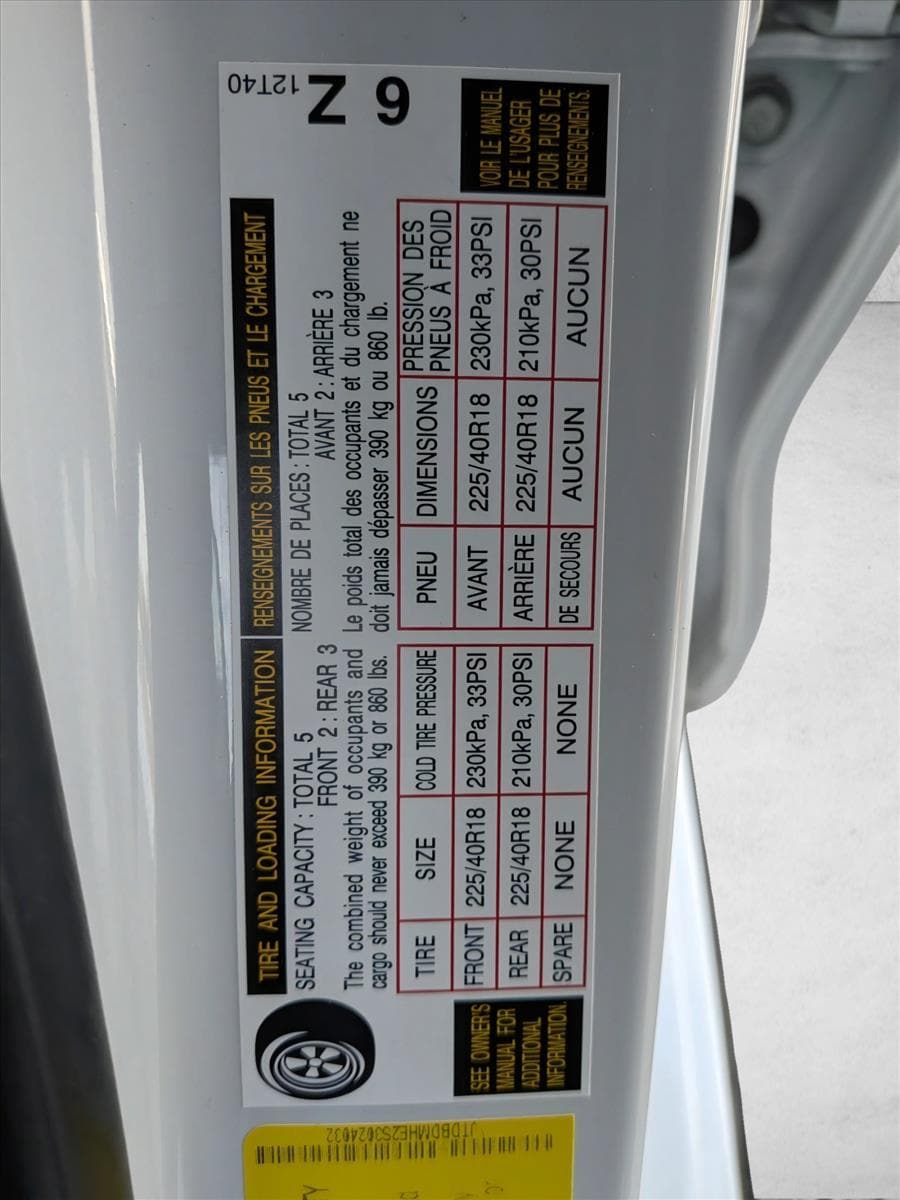 TIRE AND LOADING INFORMATION
SEATING CAPACITY : TOTAL 5
FRONT 2 : REAR 3
The combined weight of occupants and
cargo should never exceed 390 kg or 860 lbs.
TIRE SIZE COLD TIRE PRESSURE
FRONT 225/40R18 230kPa, 33PSI
REAR 225/40R18 210kPa, 30PSI
SPARE NONE NONE
SEE OWNER'S
MANUAL FOR
ADDITIONAL
INFORMATION.
RENSEIGNEMENTS SUR LES PNEUS ET LE CHARGEMENT
NOMBRE DE PLACES : TOTAL 5
AVANT 2 : ARRIÈRE 3
Le poids total des occupants et du chargement ne
doit jamais dépasser 390 kg ou 860 lb.
PNEU DIMENSIONS PRESSION DES
PNEUS À FROID
AVANT 225/40R18 230kPa, 33PSI
ARRIÈRE 225/40R18 210kPa, 30PSI
DE SECOURS AUCUN AUCUN
VOIR LE MANUEL
DE L'USAGER
POUR PLUS DE
RENSEIGNEMENTS.
12T40
JTDBDMHE2S3024032